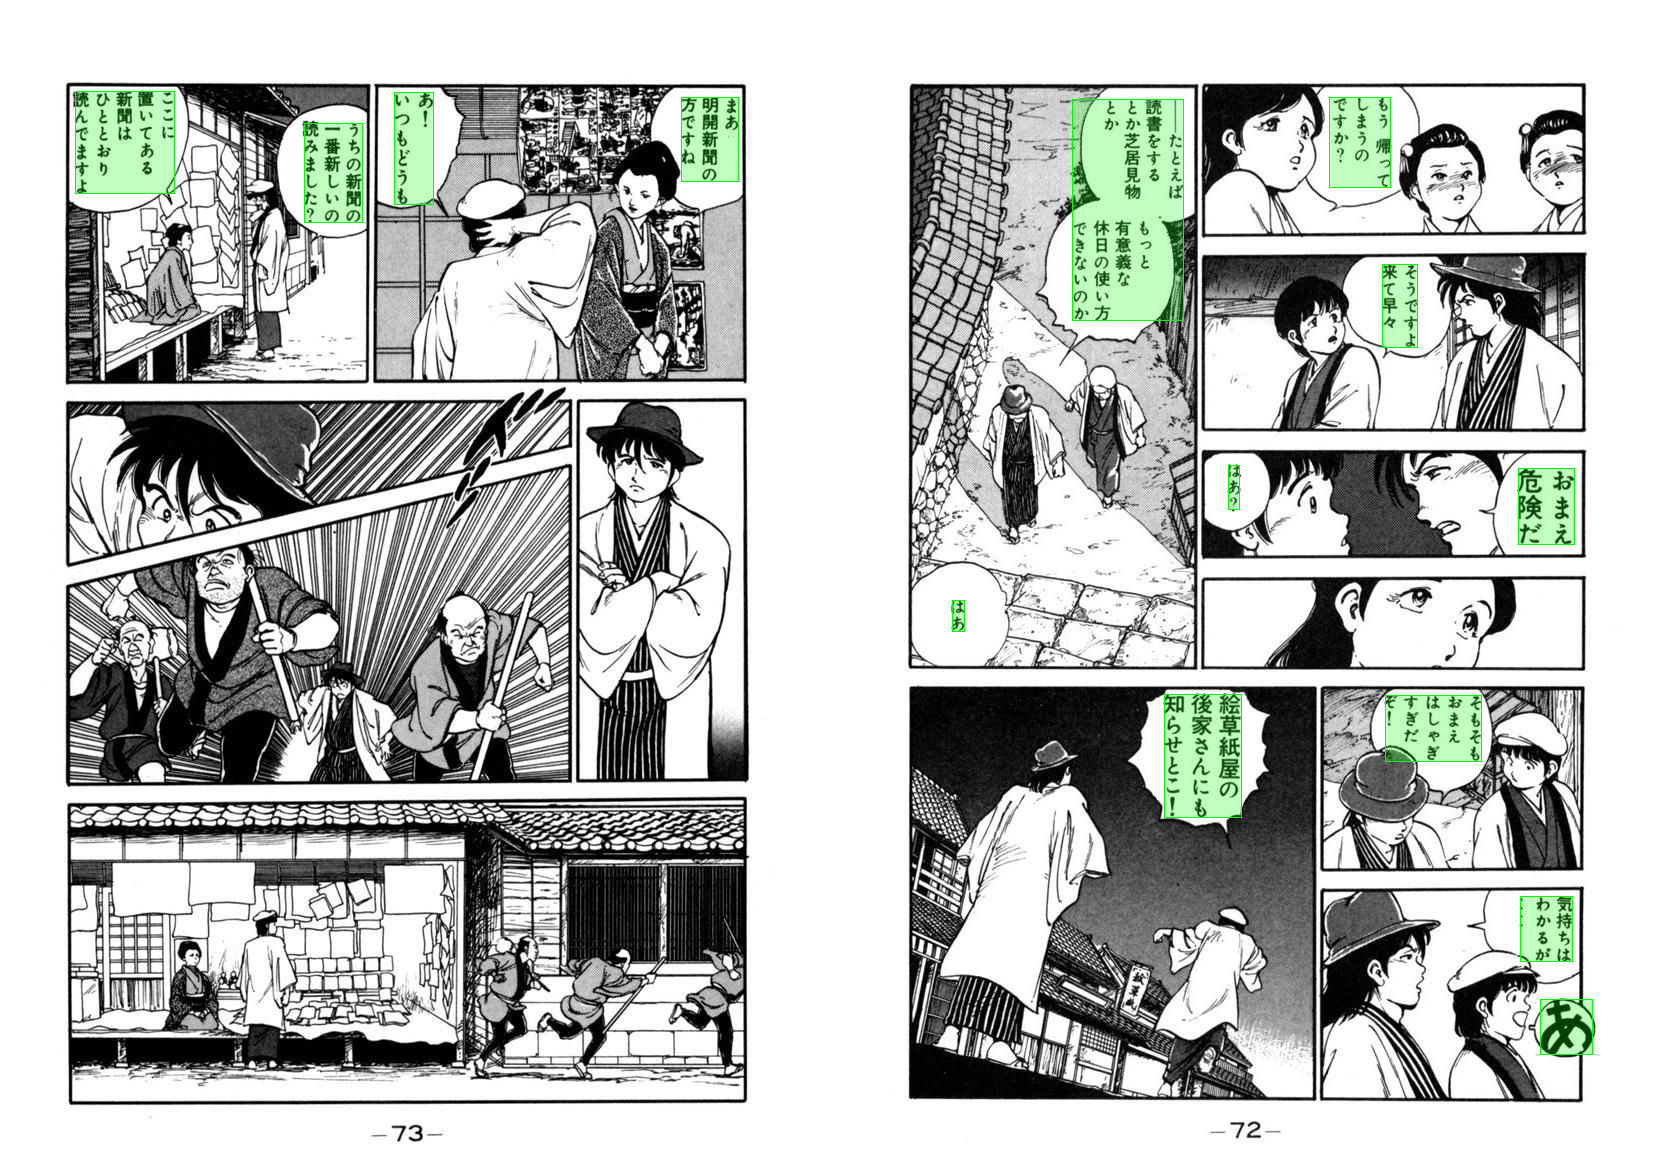 もう帰って
しまうの
ですか？
そうですよ
来て早々
おまえ
危険だ
はあ？
――たとえば
読書をする
とか芝居見物
とか
もっと
有意義な
休日の使い方
できないのか
はあ
そもそも
おまえ
はしゃぎ
すぎだ
ぞ！
気持ちは
わかるが
…
あ
絵草紙屋の
後家さんにも
知らせとこ！
絵草紙
―72―
まあ
明開新聞の
方ですね
あ！
いつもどうも
うちの新聞の
一番新しいの
読みました？
ここに
置いてある
新聞は
ひととおり
読んでますよ
―73―